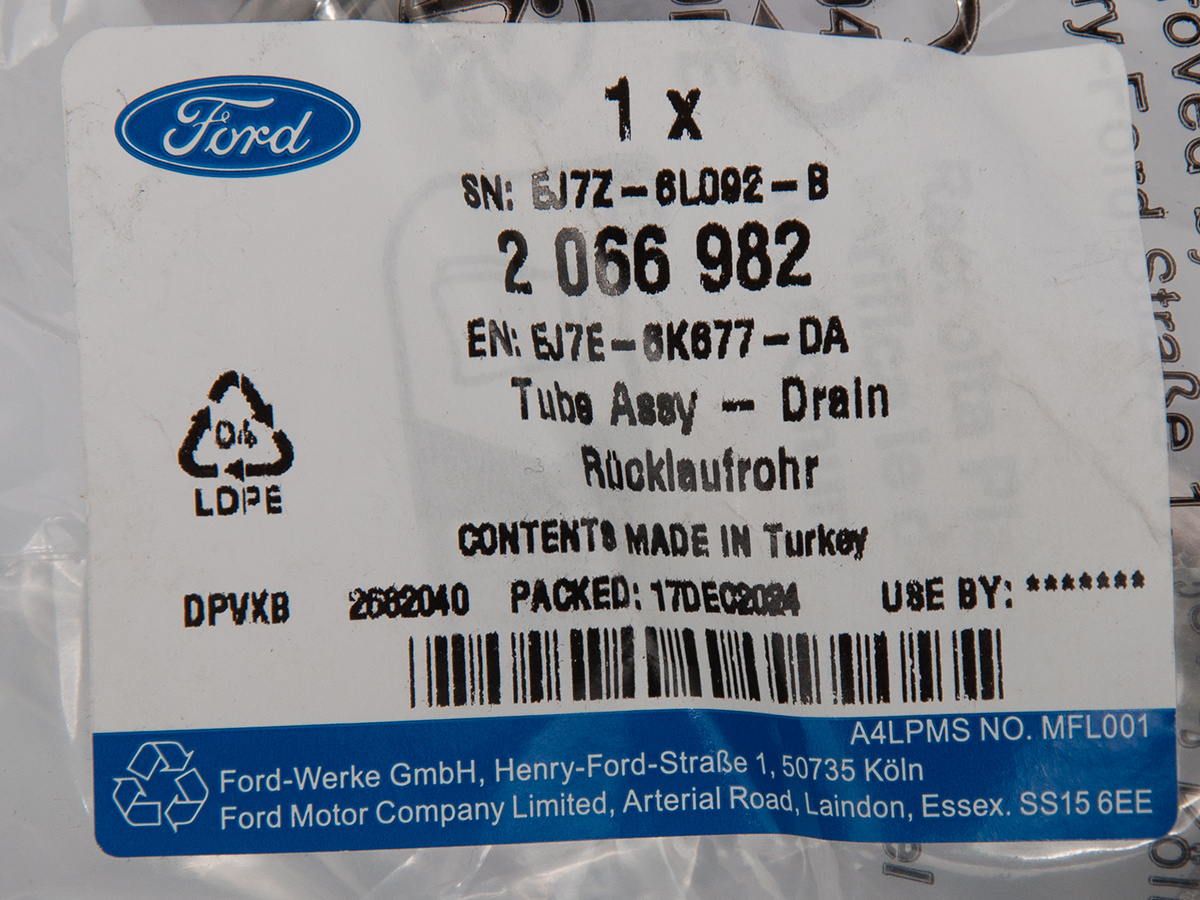 Ford
1 x
SN: EJ7Z-6L092-B
2 066 982
EN: EJ7E-6K677-DA
Tube Assy - Drain
Rücklaufrohr
04
LDPE
CONTENTS MADE IN Turkey
DPVXB 2682040 PACKED: 17DEC2024 USE BY: *******
A4LPMS NO. MFL001
Ford-Werke GmbH, Henry-Ford-Straße 1, 50735 Köln
Ford Motor Company Limited, Arterial Road, Laindon, Essex. SS15 6EE